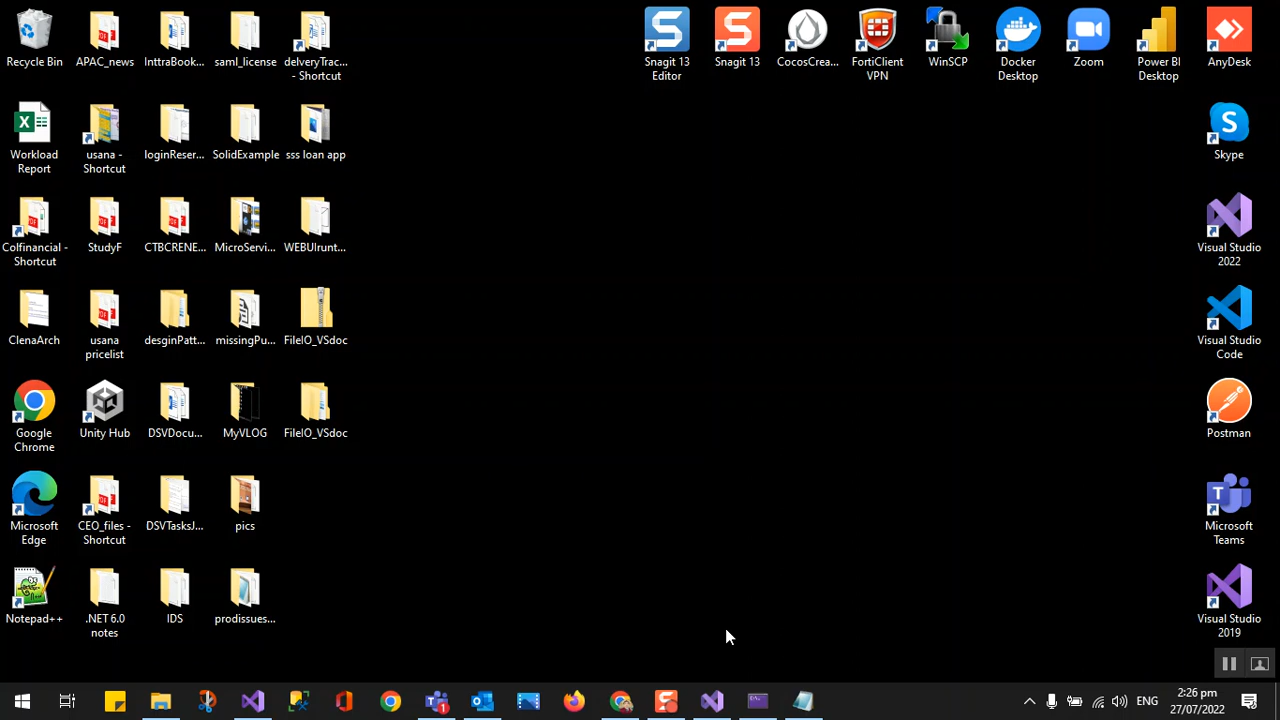 Recycle Bin
APAC_news
InttraBook...
saml_license
delveryTrac...
- Shortcut
Snagit 13
Editor
Snagit 13
CocosCrea...
FortiClient
VPN
WinSCP
Docker
Desktop
Zoom
Power BI
Desktop
AnyDesk
Workload
Report
usana -
Shortcut
loginReser...
SolidExample
sss loan app
Skype
Colfinancial -
Shortcut
StudyF
CTBCRENE...
MicroServi...
WEBUIrunt...
Visual Studio
2022
ClenaArch
usana
pricelist
desginPatt...
missingPu...
FileIO_VSdoc
Visual Studio
Code
Google
Chrome
Unity Hub
DSVDocu...
MyVLOG
FileIO_VSdoc
Postman
Microsoft
Edge
CEO_files -
Shortcut
DSVTasksJ...
pics
Microsoft
Teams
Notepad++
.NET 6.0
notes
IDS
prodissues...
Visual Studio
2019
ENG
2:26 pm
27/07/2022